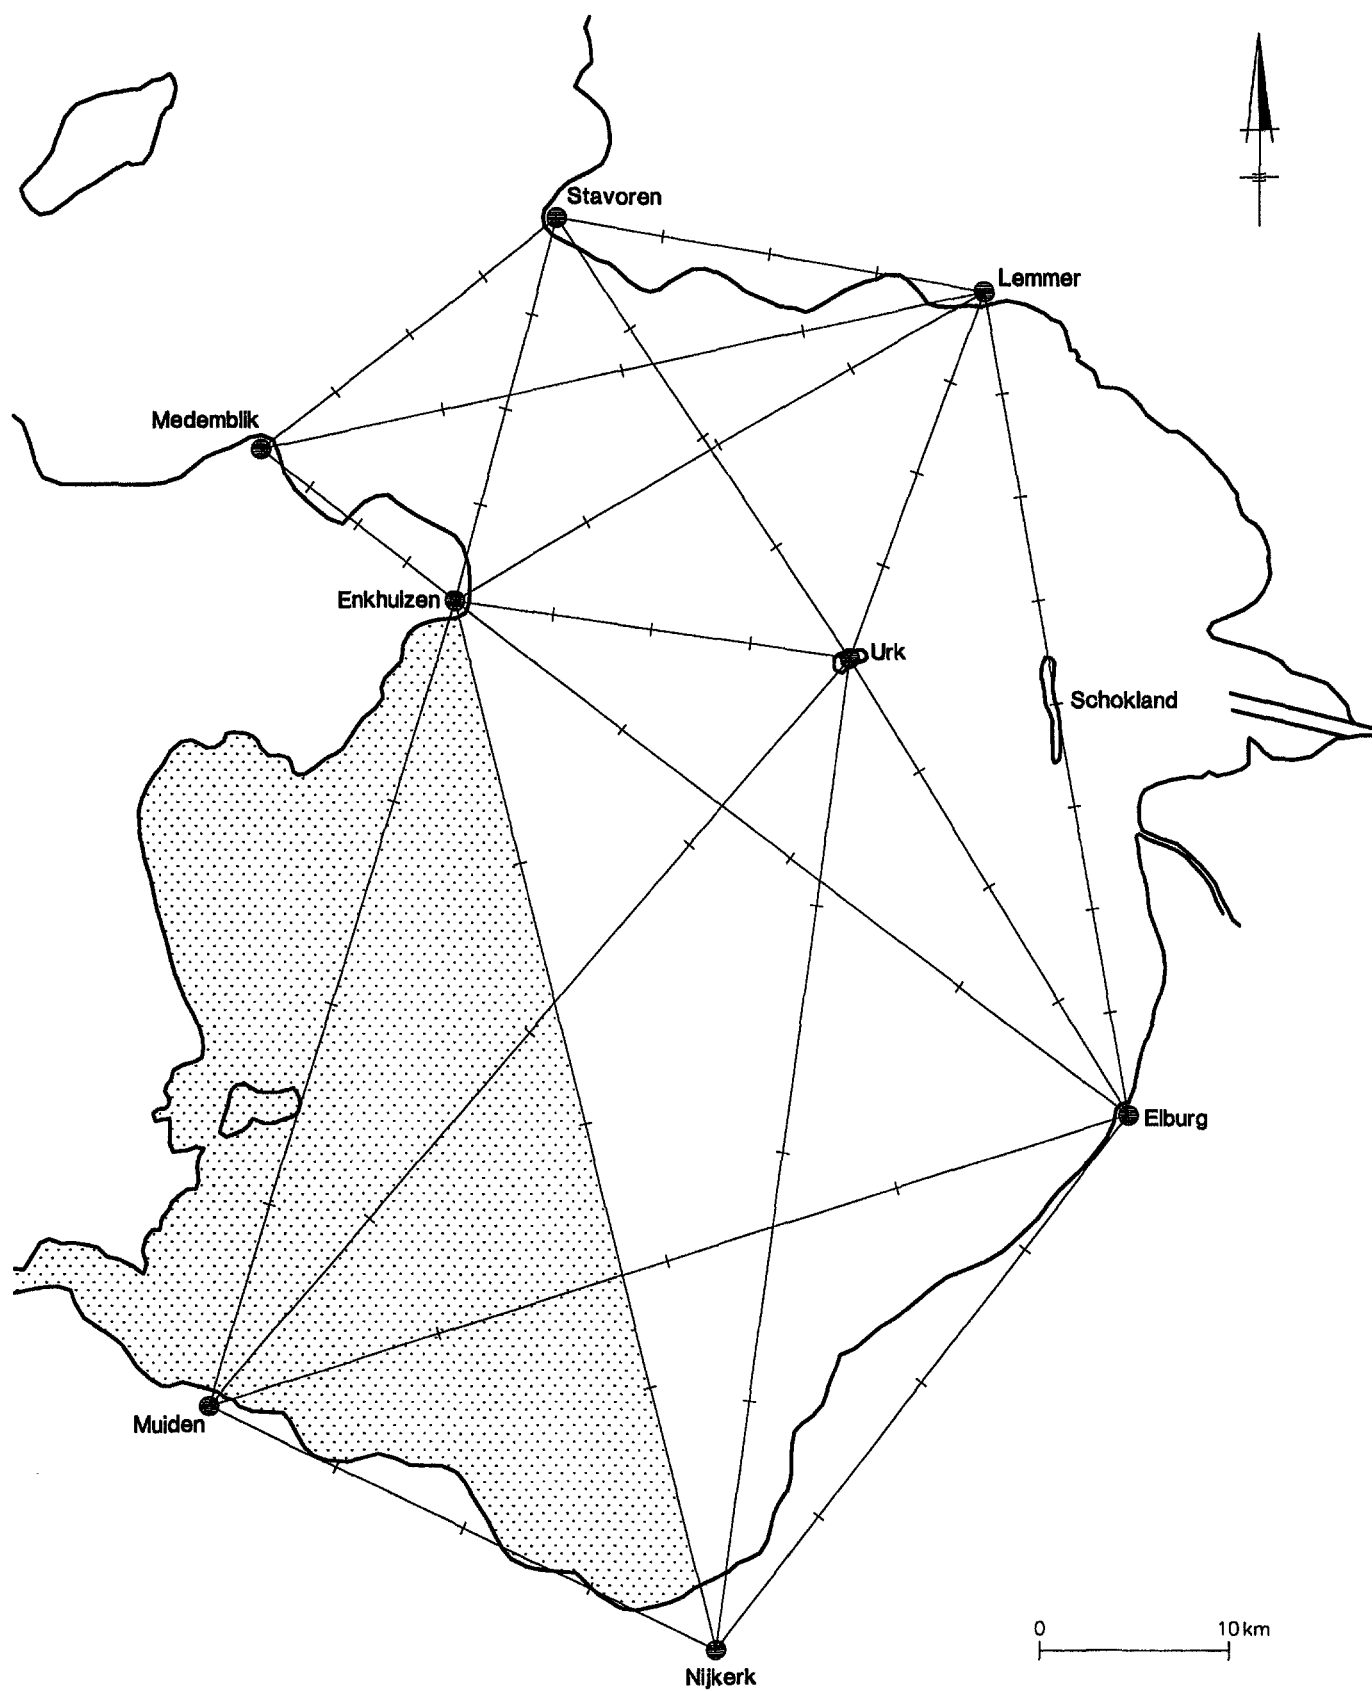 Stavoren
Lemmer
Medemblik
Enkhuizen
Urk
Schokland
Elburg
Muiden
0 10 km
Nijkerk